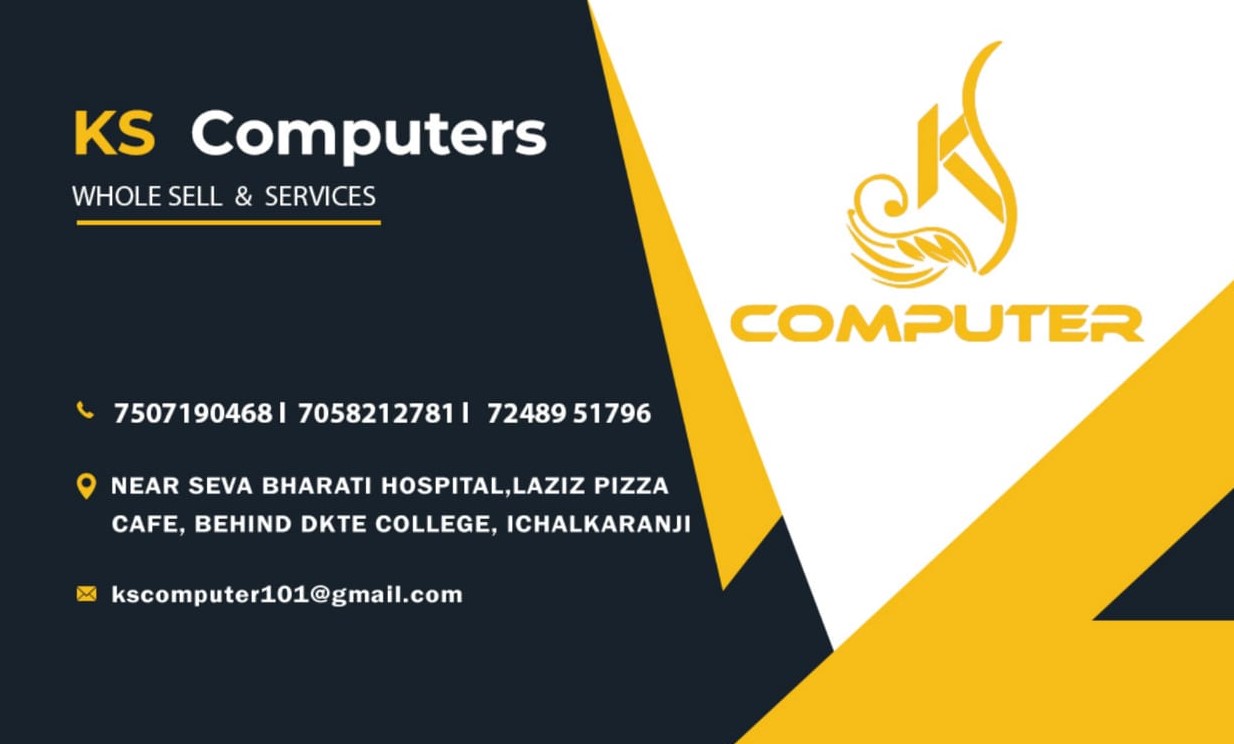 KS Computers
WHOLE SELL & SERVICES
7507190468 | 7058212781 | 72489 51796
NEAR SEVA BHARATI HOSPITAL,LAZIZ PIZZA
CAFE, BEHIND DKTE COLLEGE, ICHALKARANJI
kscomputer101@gmail.com
KS
COMPUTER